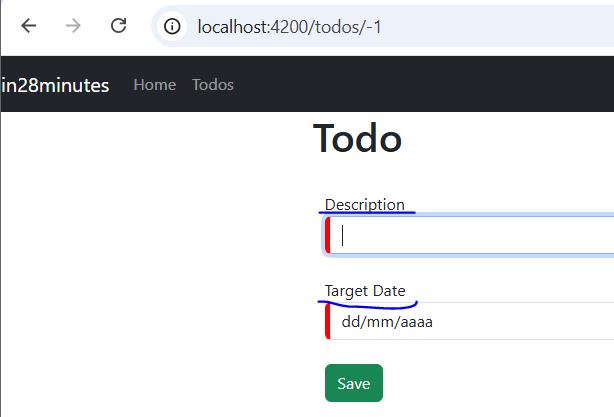 localhost:4200/todos/-1
in28minutes Home Todos
Todo
Description
Target Date
dd/mm/aaaa
Save